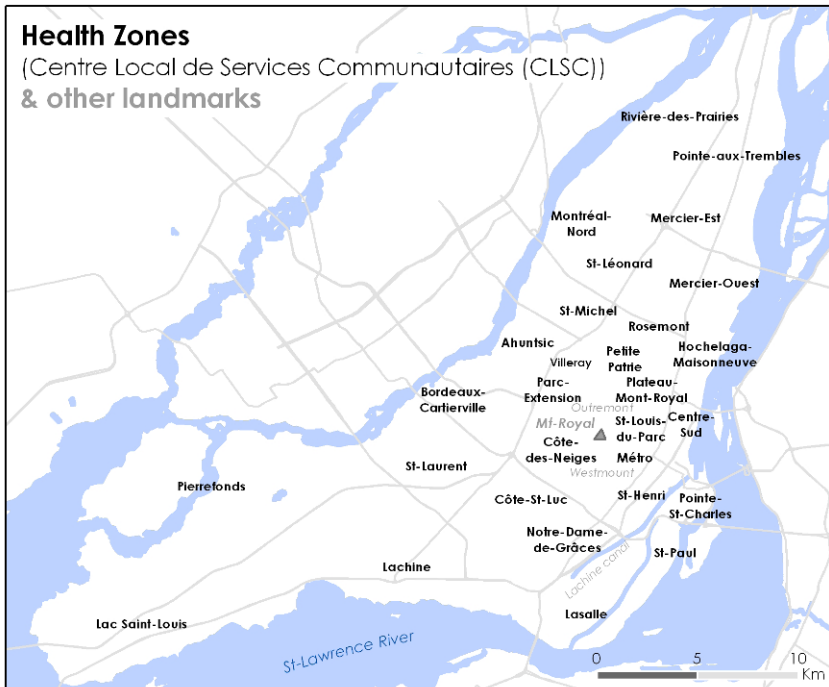 Health Zones
(Centre Local de Services Communautaires (CLSC))
& other landmarks
Rivière-des-Prairies
Pointe-aux-Trembles
Montréal-
Nord
Mercier-Est
St-Léonard
Mercier-Ouest
St-Michel
Rosemont
Ahuntsic
Villeray
Petite
Patrie
Hochelaga-
Maisonneuve
Parc-
Extension
Plateau-
Mont-Royal
Bordeaux-
Cartierville
Outremont
Mt-Royal
St-Louis-
du-Parc
Centre-
Sud
Côte-
des-Neiges
Métro
St-Laurent
Westmount
Pierrefonds
Côte-St-Luc
St-Henri
Pointe-
St-Charles
Notre-Dame-
de-Grâces
St-Paul
Lachine
Lachine canal
Lasalle
Lac Saint-Louis
St-Lawrence River
0 5 10
Km